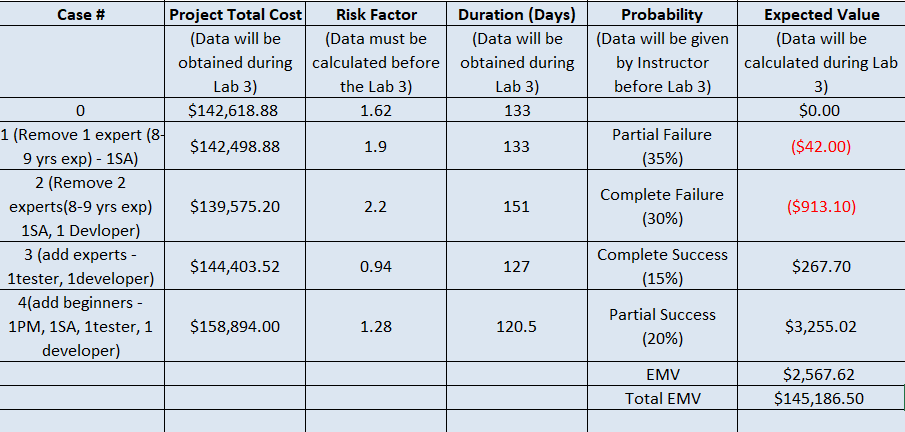 Case #	Project Total Cost	Risk Factor	Duration (Days)	Probability	Expected Value
(Data will be obtained during Lab 3)	(Data must be calculated before the Lab 3)	(Data will be obtained during Lab 3)	(Data will be given by Instructor before Lab 3)	(Data will be calculated during Lab 3)
0	$142,618.88	1.62	133	$0.00
1 (Remove 1 expert (8-9 yrs exp) - 1SA)	$142,498.88	1.9	133	Partial Failure (35%)	($42.00)
2 (Remove 2 experts(8-9 yrs exp) 1SA, 1 Devloper)	$139,575.20	2.2	151	Complete Failure (30%)	($913.10)
3 (add experts - 1tester, 1developer)	$144,403.52	0.94	127	Complete Success (15%)	$267.70
4(add beginners - 1PM, 1SA, 1tester, 1 developer)	$158,894.00	1.28	120.5	Partial Success (20%)	$3,255.02
EMV	$2,567.62
Total EMV	$145,186.50